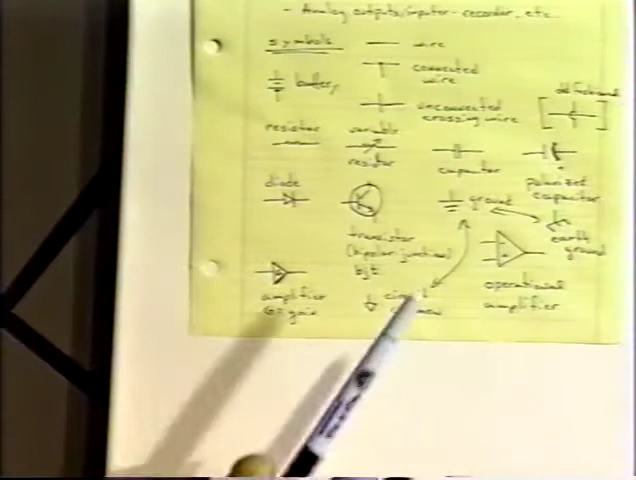 - Analog outputs/inputs - recorder, etc.
symbols
wire
connected
wire
battery
unconnected
crossing wire
resistor
variable
resistor
capacitor
polarized
capacitor
diode
ground
earth
ground
transistor
(bipolar junction)
bjt
operational
amplifier
amplifier
G = gain